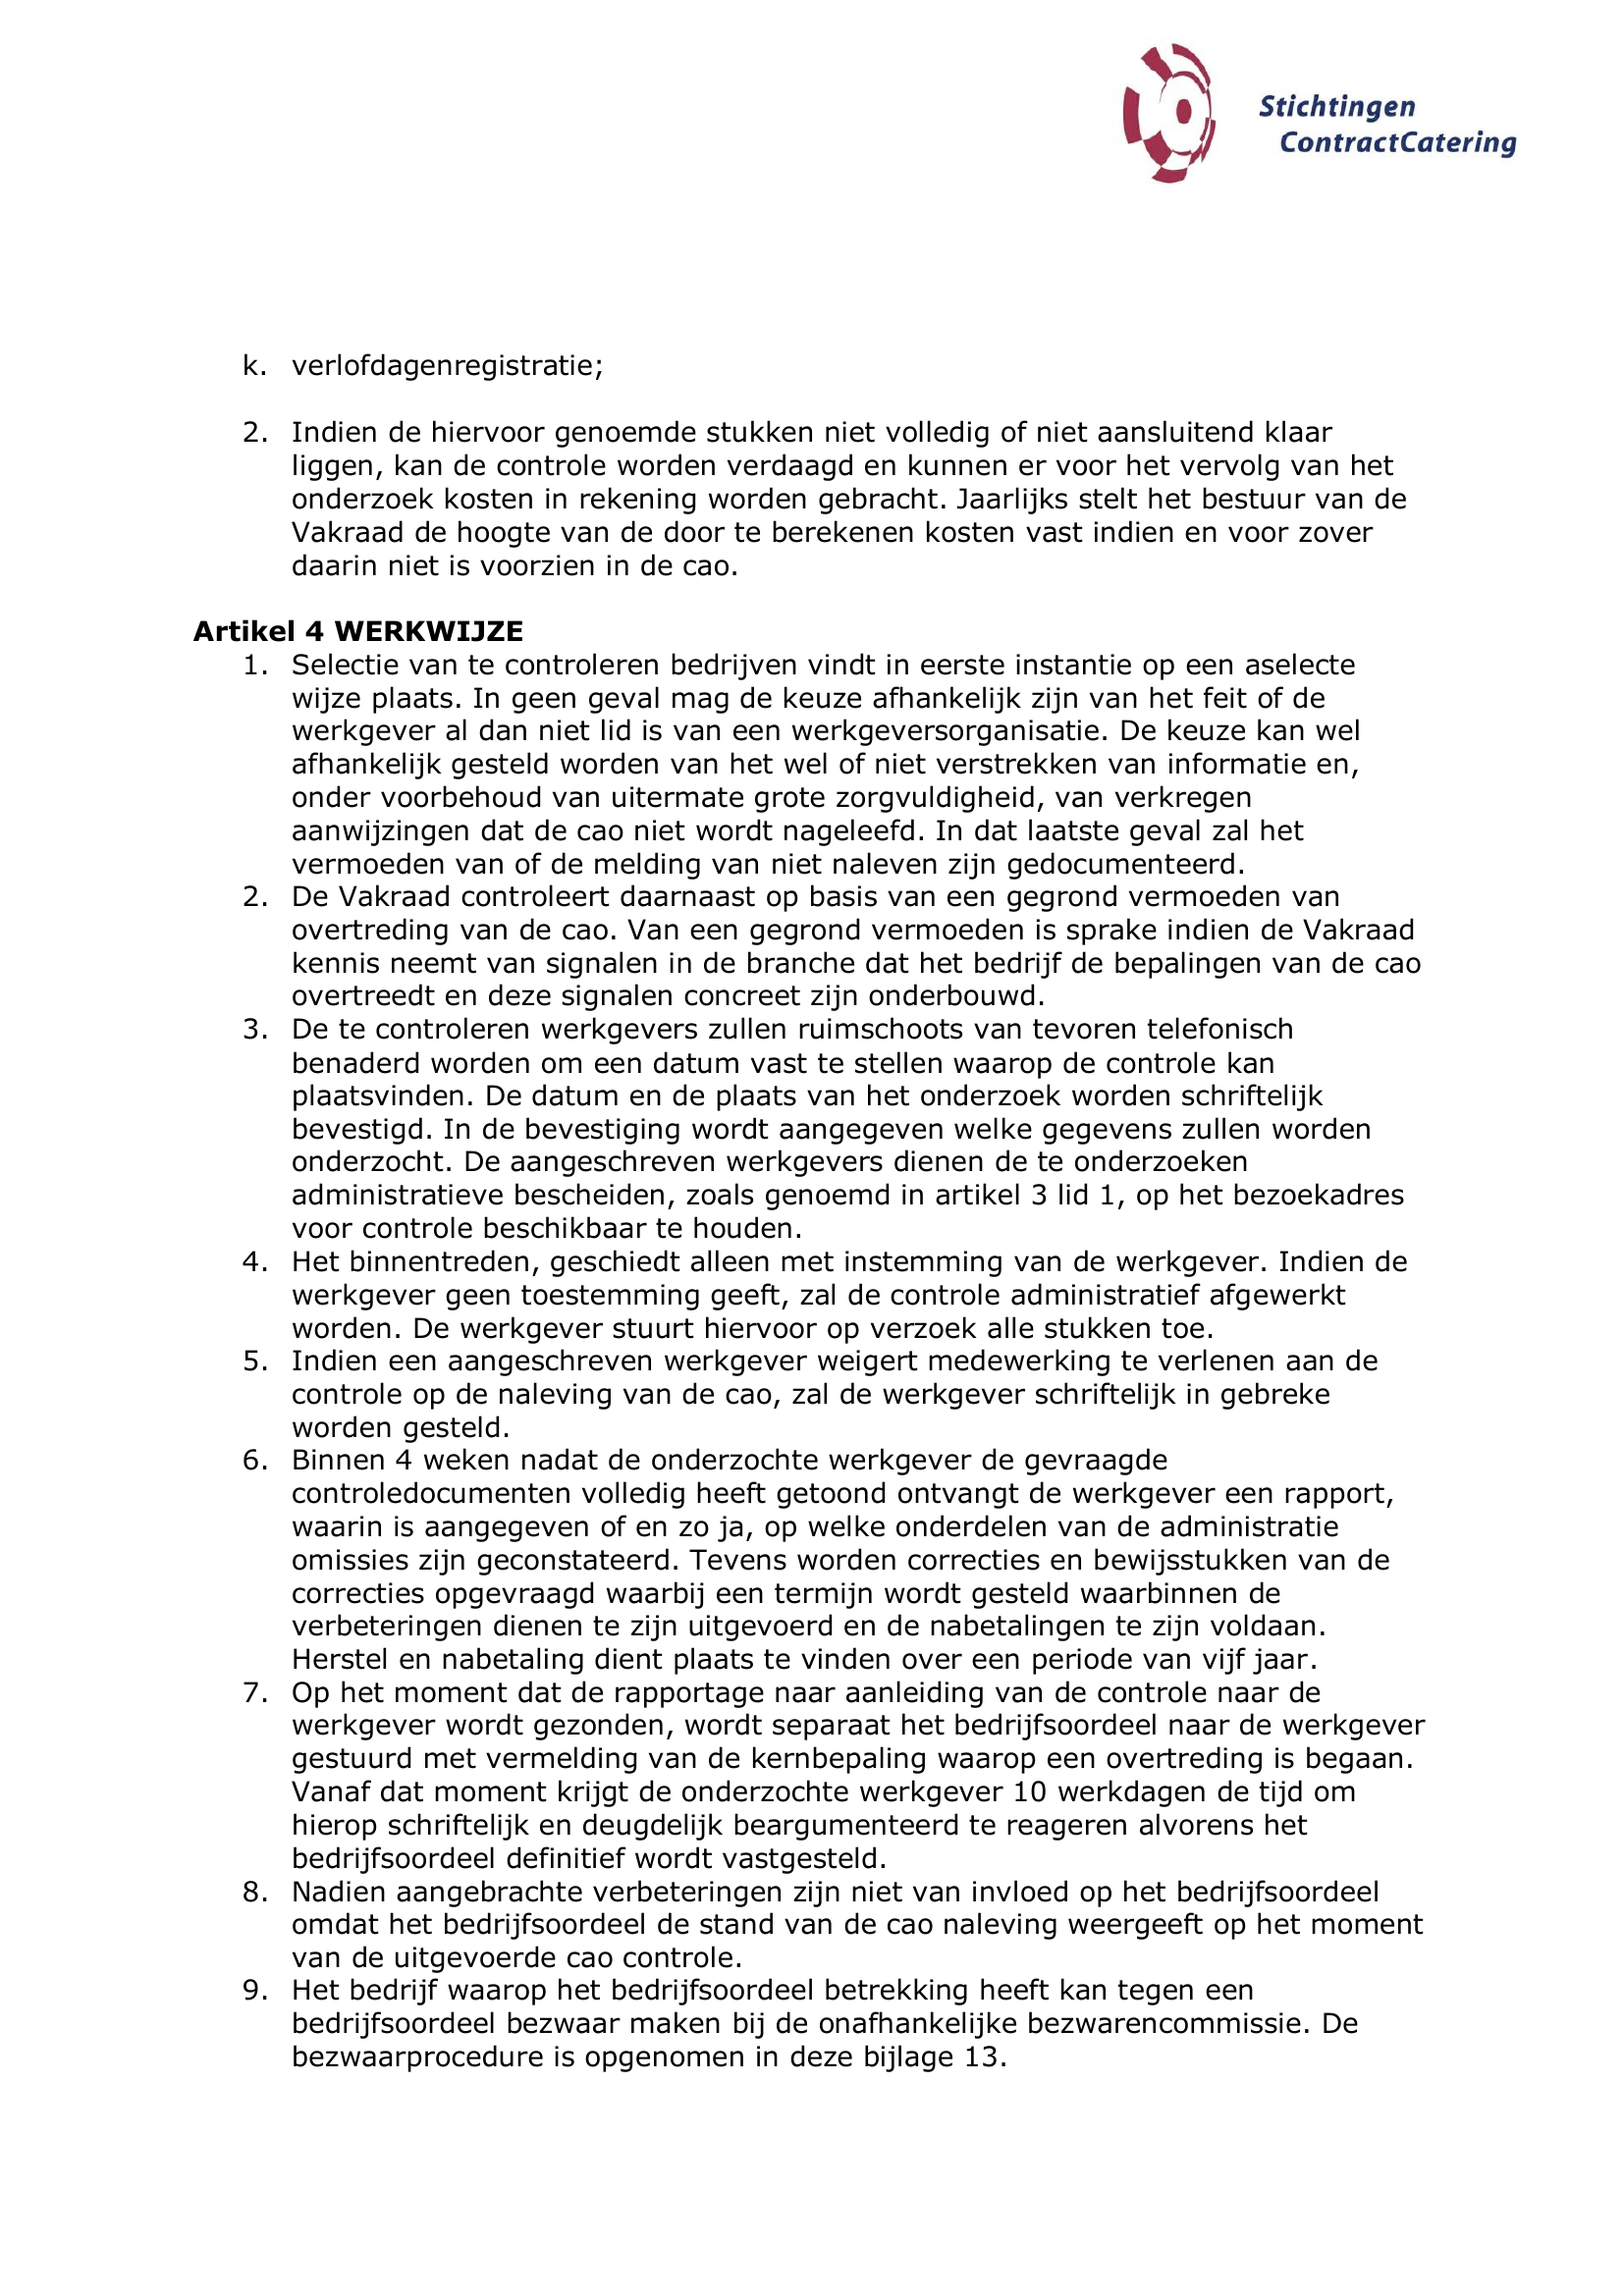 Stichtingen
ContractCatering
k. verlofdagenregistratie;
2. Indien de hiervoor genoemde stukken niet volledig of niet aansluitend klaar
liggen, kan de controle worden verdaagd en kunnen er voor het vervolg van het
onderzoek kosten in rekening worden gebracht. Jaarlijks stelt het bestuur van de
Vakraad de hoogte van de door te berekenen kosten vast indien en voor zover
daarin niet is voorzien in de cao.
Artikel 4 WERKWIJZE
1. Selectie van te controleren bedrijven vindt in eerste instantie op een aselecte
wijze plaats. In geen geval mag de keuze afhankelijk zijn van het feit of de
werkgever al dan niet lid is van een werkgeversorganisatie. De keuze kan wel
afhankelijk gesteld worden van het wel of niet verstrekken van informatie en,
onder voorbehoud van uitermate grote zorgvuldigheid, van verkregen
aanwijzingen dat de cao niet wordt nageleefd. In dat laatste geval zal het
vermoeden van of de melding van niet naleven zijn gedocumenteerd.
2. De Vakraad controleert daarnaast op basis van een gegrond vermoeden van
overtreding van de cao. Van een gegrond vermoeden is sprake indien de Vakraad
kennis neemt van signalen in de branche dat het bedrijf de bepalingen van de cao
overtreedt en deze signalen concreet zijn onderbouwd.
3. De te controleren werkgevers zullen ruimschoots van tevoren telefonisch
benaderd worden om een datum vast te stellen waarop de controle kan
plaatsvinden. De datum en de plaats van het onderzoek worden schriftelijk
bevestigd. In de bevestiging wordt aangegeven welke gegevens zullen worden
onderzocht. De aangeschreven werkgevers dienen de te onderzoeken
administratieve bescheiden, zoals genoemd in artikel 3 lid 1, op het bezoekadres
voor controle beschikbaar te houden.
4. Het binnentreden, geschiedt alleen met instemming van de werkgever. Indien de
werkgever geen toestemming geeft, zal de controle administratief afgewerkt
worden. De werkgever stuurt hiervoor op verzoek alle stukken toe.
5. Indien een aangeschreven werkgever weigert medewerking te verlenen aan de
controle op de naleving van de cao, zal de werkgever schriftelijk in gebreke
worden gesteld.
6. Binnen 4 weken nadat de onderzochte werkgever de gevraagde
controledocumenten volledig heeft getoond ontvangt de werkgever een rapport,
waarin is aangegeven of en zo ja, op welke onderdelen van de administratie
omissies zijn geconstateerd. Tevens worden correcties en bewijsstukken van de
correcties opgevraagd waarbij een termijn wordt gesteld waarbinnen de
verbeteringen dienen te zijn uitgevoerd en de nabetalingen te zijn voldaan.
Herstel en nabetaling dient plaats te vinden over een periode van vijf jaar.
7. Op het moment dat de rapportage naar aanleiding van de controle naar de
werkgever wordt gezonden, wordt separaat het bedrijfsoordeel naar de werkgever
gestuurd met vermelding van de kernbepaling waarop een overtreding is begaan.
Vanaf dat moment krijgt de onderzochte werkgever 10 werkdagen de tijd om
hierop schriftelijk en deugdelijk beargumenteerd te reageren alvorens het
bedrijfsoordeel definitief wordt vastgesteld.
8. Nadien aangebrachte verbeteringen zijn niet van invloed op het bedrijfsoordeel
omdat het bedrijfsoordeel de stand van de cao naleving weergeeft op het moment
van de uitgevoerde cao controle.
9. Het bedrijf waarop het bedrijfsoordeel betrekking heeft kan tegen een
bedrijfsoordeel bezwaar maken bij de onafhankelijke bezwarencommissie. De
bezwaarprocedure is opgenomen in deze bijlage 13.